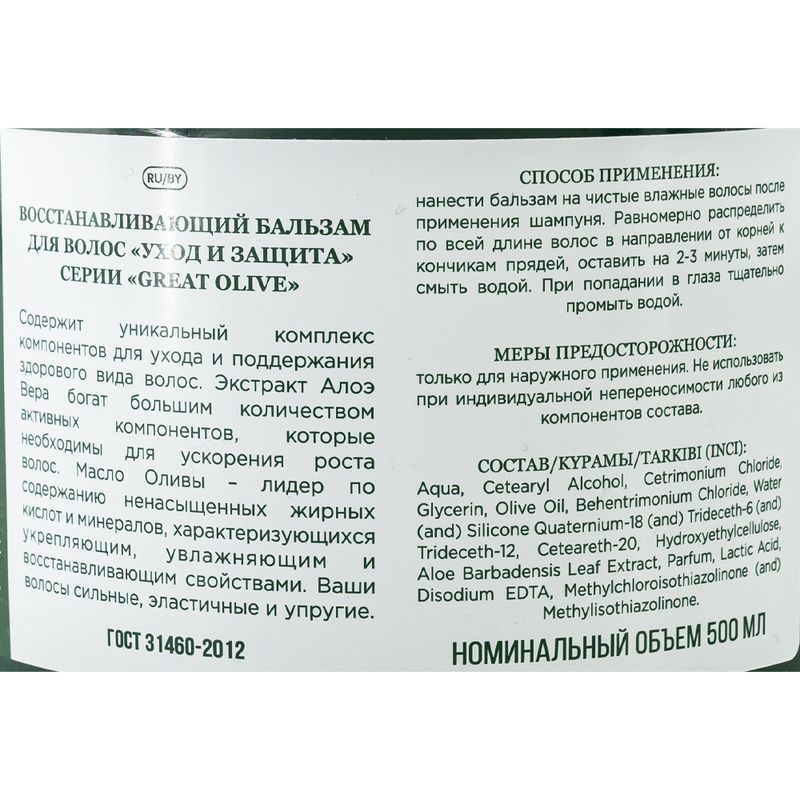 RU/BY
ВОССТАНАВЛИВАЮЩИЙ БАЛЬЗАМ
ДЛЯ ВОЛОС «УХОД И ЗАЩИТА»
СЕРИИ «GREAT OLIVE»
Содержит уникальный комплекс
компонентов для ухода и поддержания
здорового вида волос. Экстракт Алоэ
Вера богат большим количеством
активных компонентов, которые
необходимы для ускорения роста
волос. Масло Оливы – лидер по
содержанию ненасыщенных жирных
кислот и минералов, характеризующихся
укрепляющим, увлажняющим и
восстанавливающим свойствами. Ваши
волосы сильные, эластичные и упругие.
ГОСТ 31460-2012
СПОСОБ ПРИМЕНЕНИЯ:
нанести бальзам на чистые влажные волосы после
применения шампуня. Равномерно распределить
по всей длине волос в направлении от корней к
кончикам прядей, оставить на 2-3 минуты, затем
смыть водой. При попадании в глаза тщательно
промыть водой.
МЕРЫ ПРЕДОСТОРОЖНОСТИ:
только для наружного применения. Не использовать
при индивидуальной непереносимости любого из
компонентов состава.
СОСТАВ/КҰРАМЫ/TARKIBI (INCI):
Aqua, Cetearyl Alcohol, Cetrimonium Chloride,
Glycerin, Olive Oil, Behentrimonium Chloride, Water
(and) Silicone Quaternium-18 (and) Trideceth-6 (and)
Trideceth-12, Ceteareth-20, Hydroxyethylcellulose,
Aloe Barbadensis Leaf Extract, Parfum, Lactic Acid,
Disodium EDTA, Methylchloroisothiazolinone (and)
Methylisothiazolinone.
НОМИНАЛЬНЫЙ ОБЪЕМ 500 МЛ